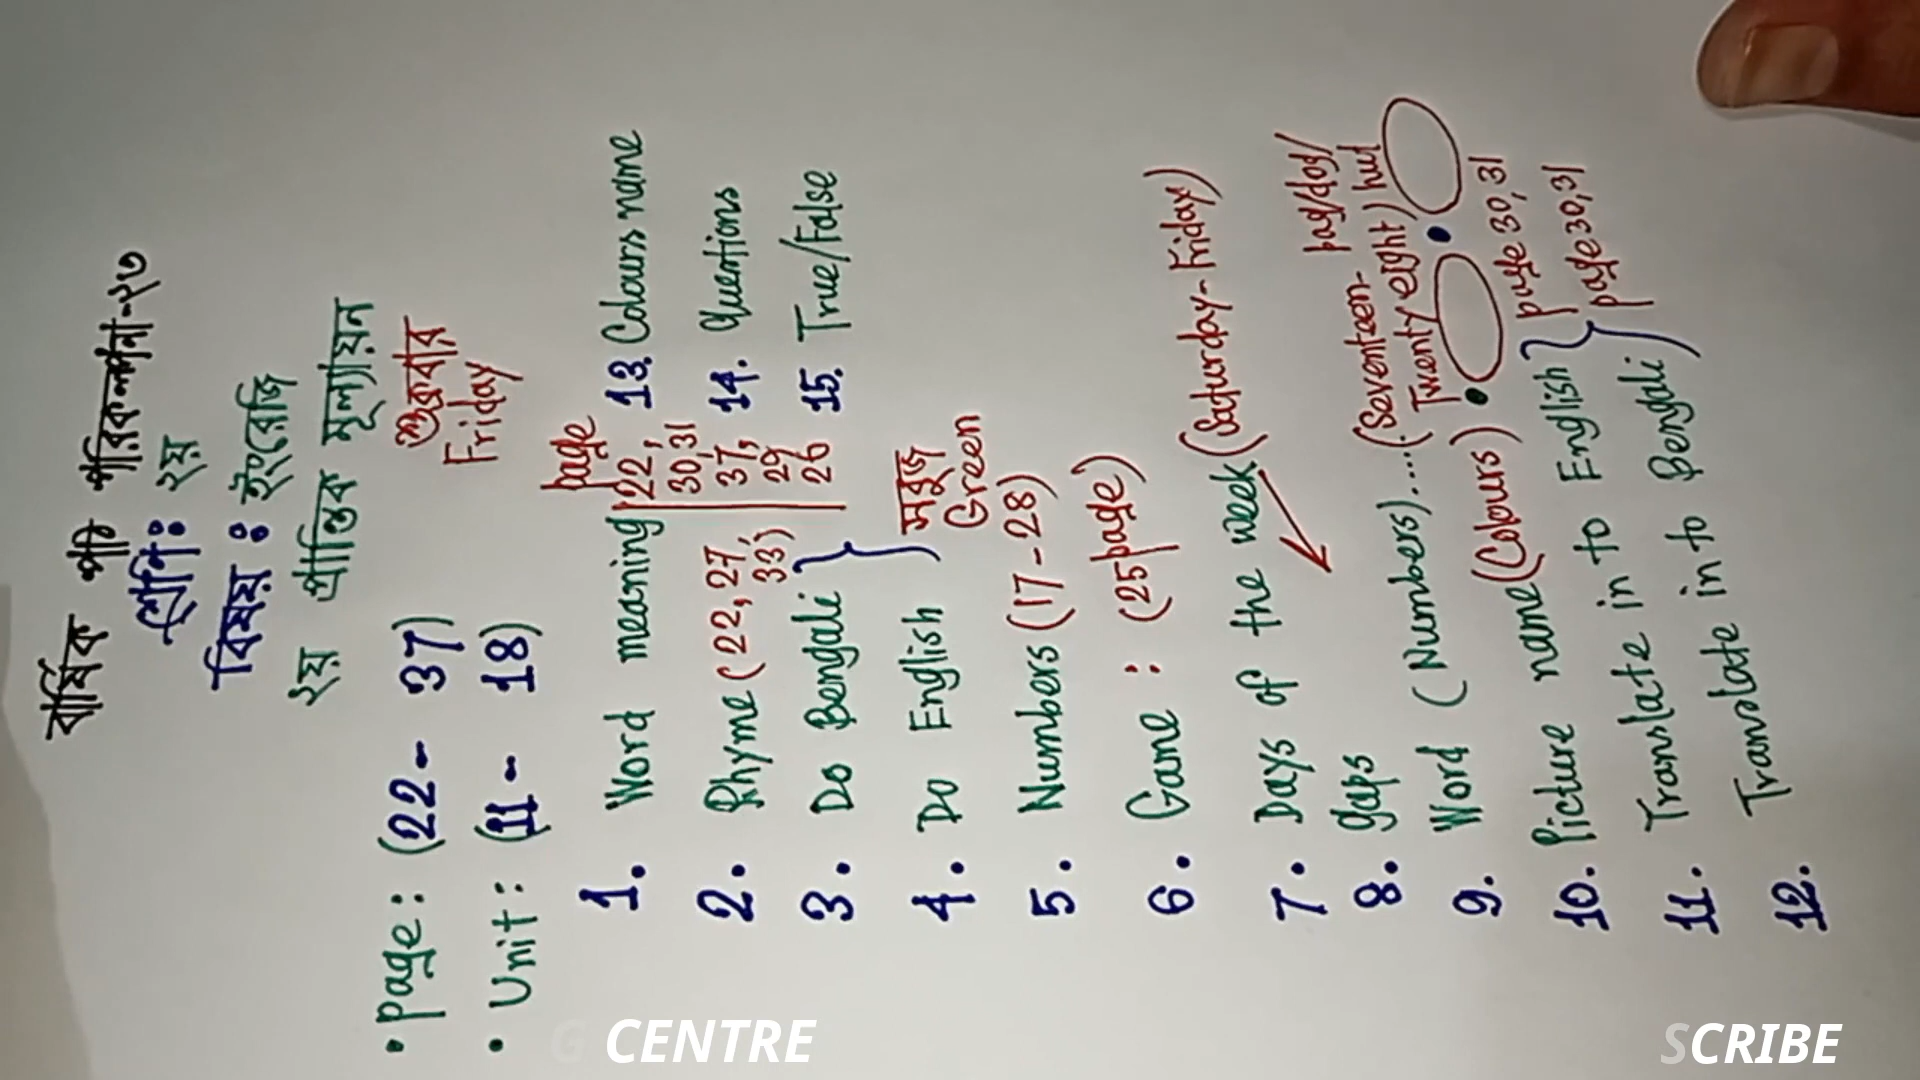 বার্ষিক পাঠ পরিকল্পনা-২৩
শ্রেণি: ২য়
বিষয়: ইংরেজি
২য় প্রান্তিক মূল্যায়ন
• Page: (22- 37)
শুক্রবার
Friday
• Unit: (11- 18)
page
1. Word meaning 22,
30,31
13. Colours name
2. Rhyme (22, 27, 33)
37,
29
14. Questions
3. Do Bengali
26
15. True/False
সবুজ
Green
4. Do English
5. Numbers (17-28)
6. Game: (25 page)
7. Days of the week (Saturday-Friday)
8. Gaps
pag/dog/
9. Word (Numbers)....(Seventeen-
Twenty eight) hut
10. Picture name (Colours)
11. Translate in to English page 30,31
12. Translate in to Bengali page 30,31
CENTRE
SCRIBE